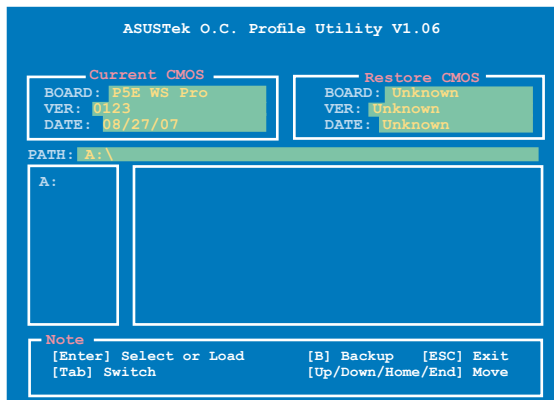 ASUSTek O.C. Profile Utility V1.06
Current CMOS
BOARD: P5E WS Pro
VER: 0123
DATE: 08/27/07
Restore CMOS
BOARD: Unknown
VER: Unknown
DATE: Unknown
PATH: A:\
A:
Note
[Enter] Select or Load [B] Backup [ESC] Exit
[Tab] Switch [Up/Down/Home/End] Move